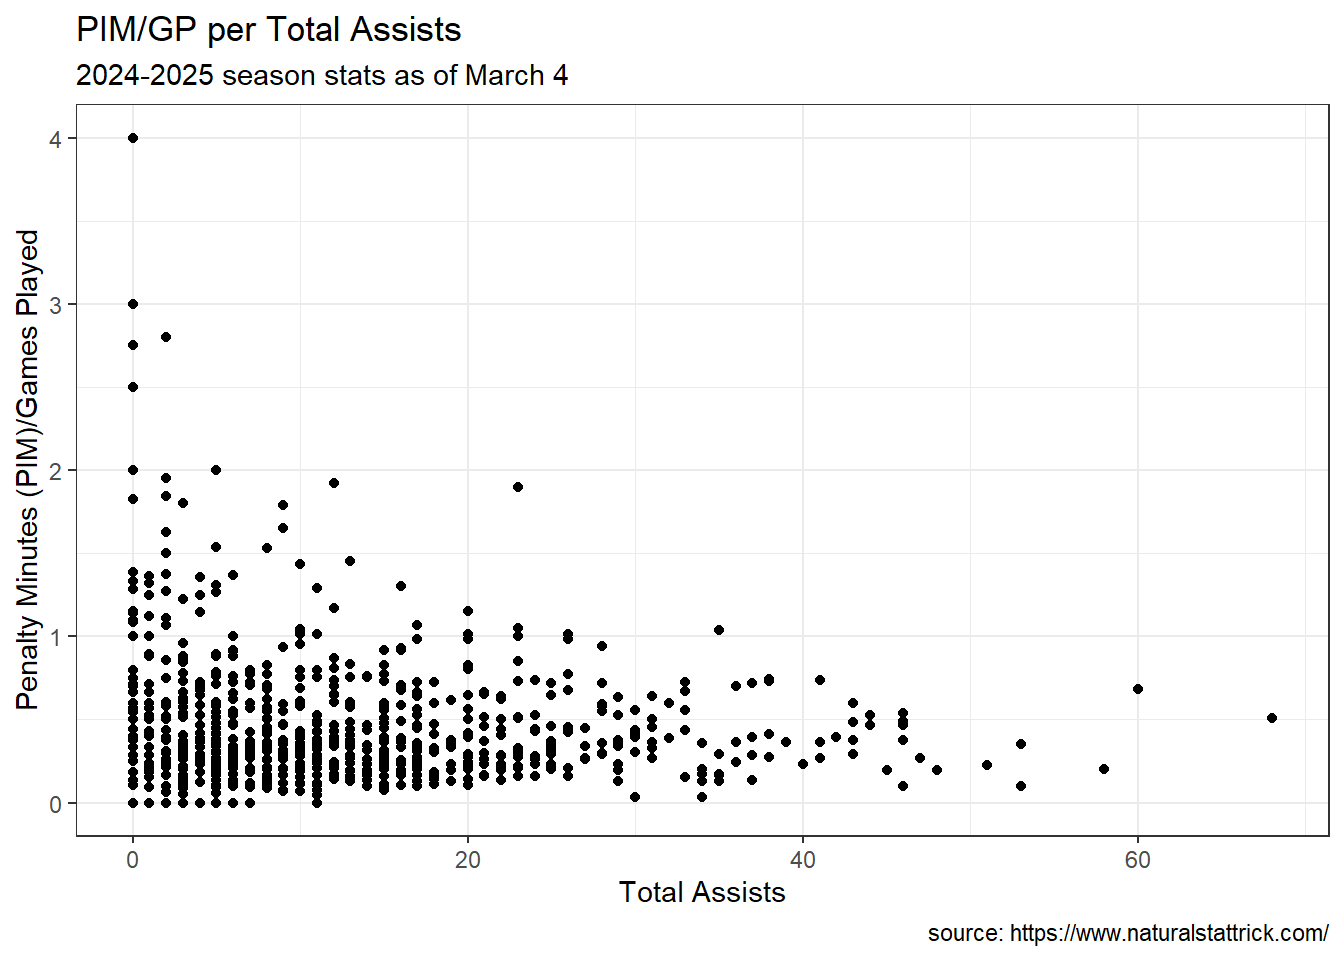 PIM/GP per Total Assists
2024-2025 season stats as of March 4
4
3
2
1
0
Penalty Minutes (PIM)/Games Played
0 20 40 60
Total Assists
source: https://www.naturalstattrick.com/